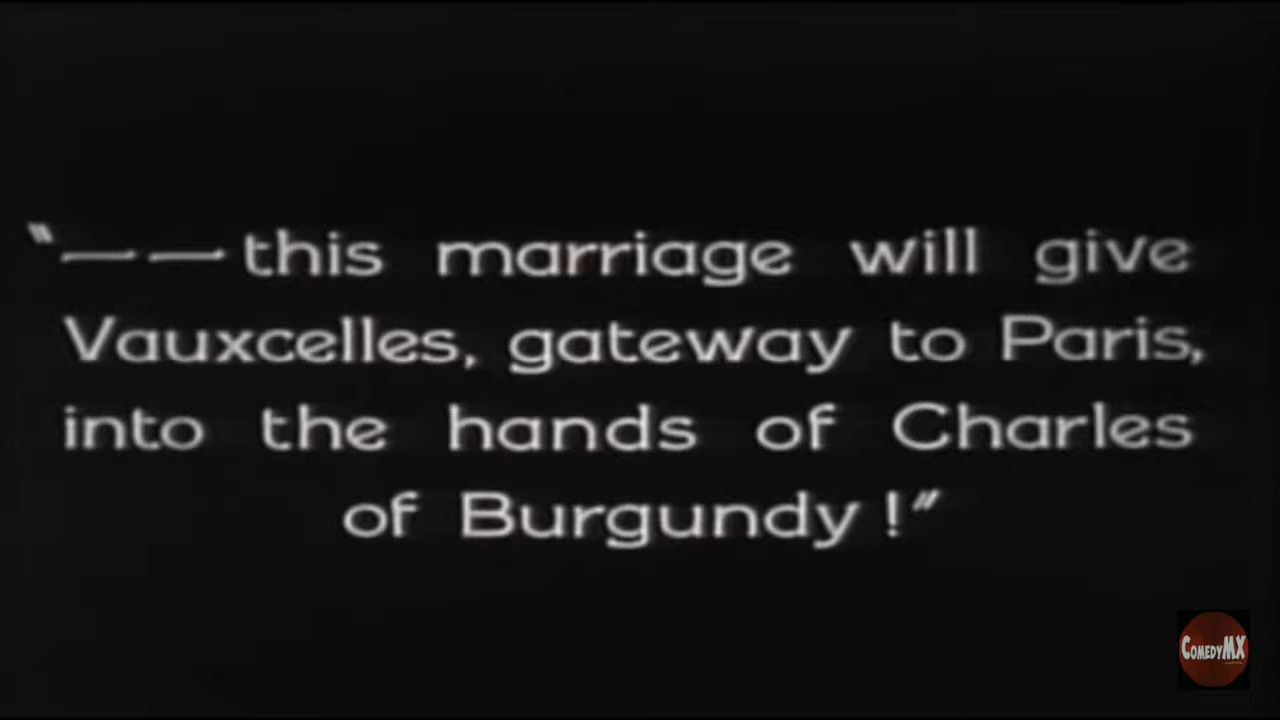 "——this marriage will give
Vauxcelles, gateway to Paris,
into the hands of Charles
of Burgundy!"
COMEDYMX